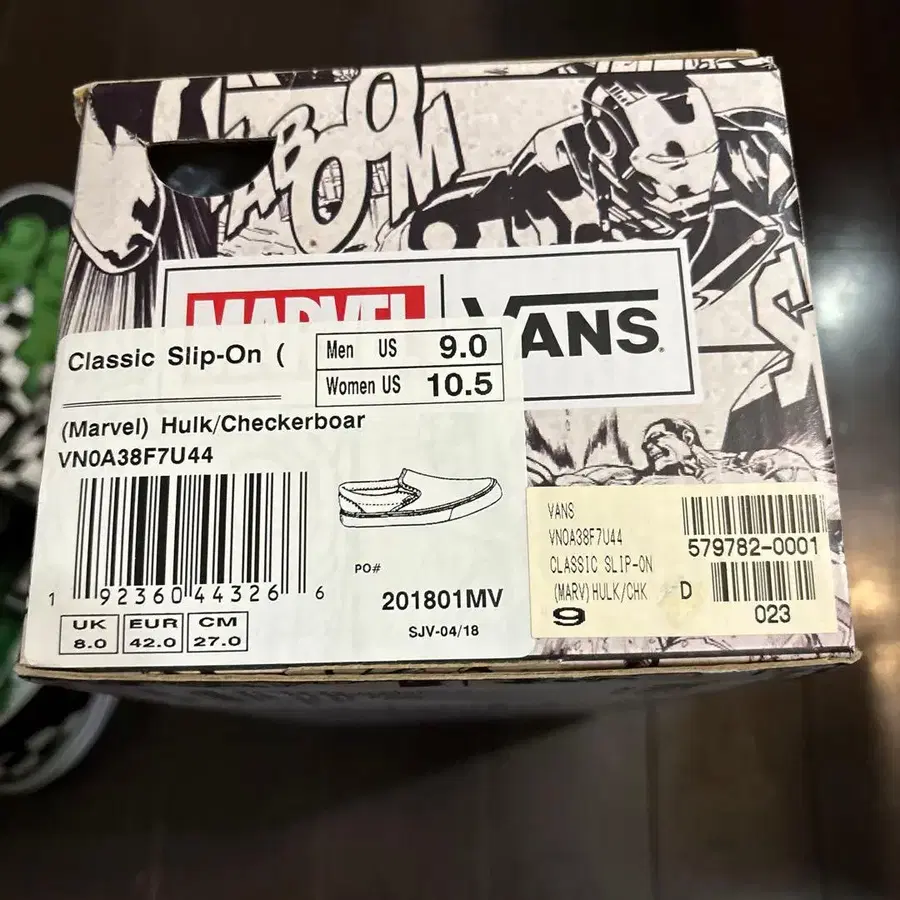 KABOOM
MARVEL
VANS
Classic Slip-On (
Men US 9.0
Women US 10.5
(Marvel) Hulk/Checkerboar
VN0A38F7U44
1 92360 44326 6
PO#
201801MV
SJV-04/18
UK EUR CM
8.0 42.0 27.0
VANS
VN0A38F7U44
579782-0001
CLASSIC SLIP-ON
(MARV) HULK/CHK D
9
023